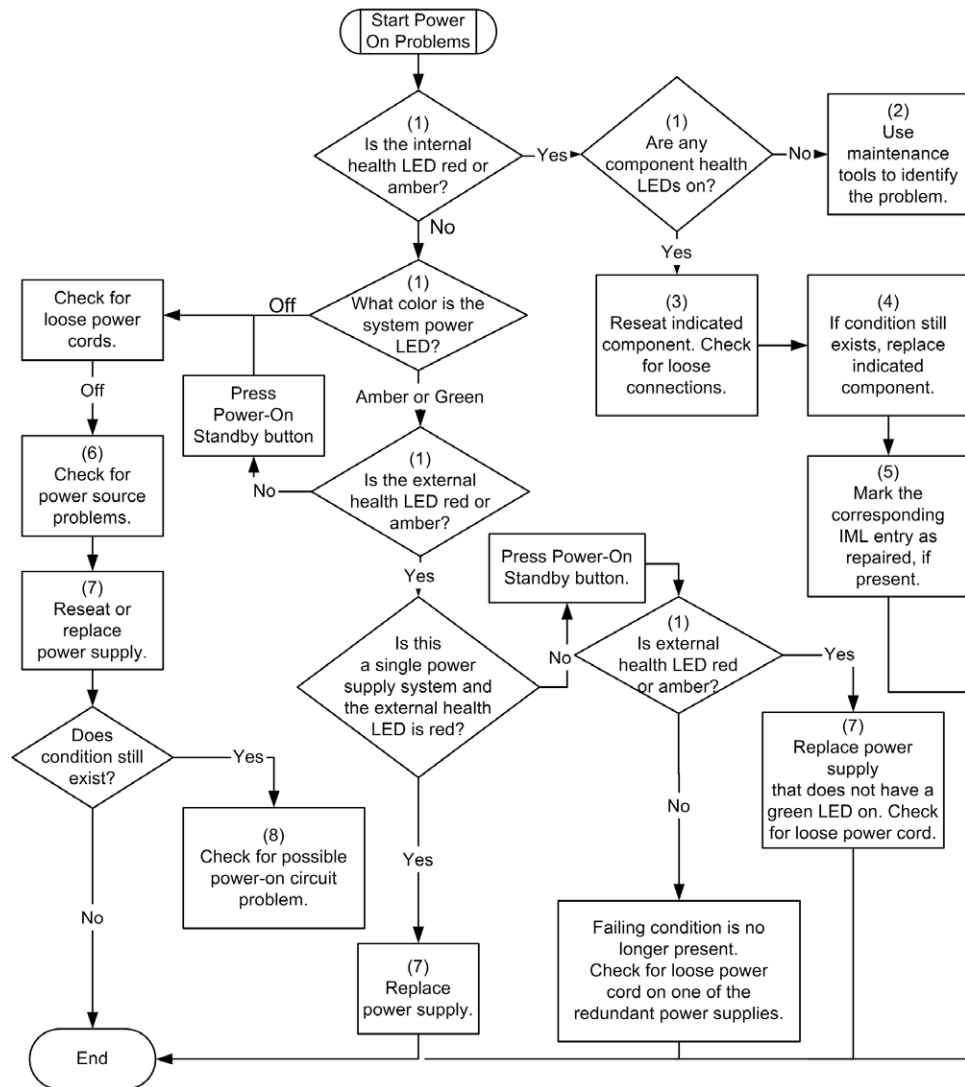 Start Power
On Problems
(1)
Is the internal
health LED red or
amber?
Yes
(1)
Are any
component health
LEDs on?
No
(2)
Use
maintenance
tools to identify
the problem.
No
Yes
Check for
loose power
cords.
Off
(1)
What color is the
system power
LED?
(3)
Reseat indicated
component. Check
for loose
connections.
(4)
If condition still
exists, replace
indicated
component.
Off
Press
Power-On
Standby button
Amber or Green
(6)
Check for
power source
problems.
No
(1)
Is the external
health LED red or
amber?
(5)
Mark the
corresponding
IML entry as
repaired, if
present.
Yes
Press Power-On
Standby button.
(7)
Reseat or
replace
power supply.
Is this
a single power
supply system and
the external health
LED is red?
No
(1)
Is external
health LED red
or amber?
Yes
Does
condition still
exist?
Yes
(7)
Replace power
supply
that does not have a
green LED on. Check
for loose power cord.
No
(8)
Check for possible
power-on circuit
problem.
Yes
No
Failing condition is no
longer present.
Check for loose power
cord on one of the
redundant power supplies.
(7)
Replace
power supply.
End